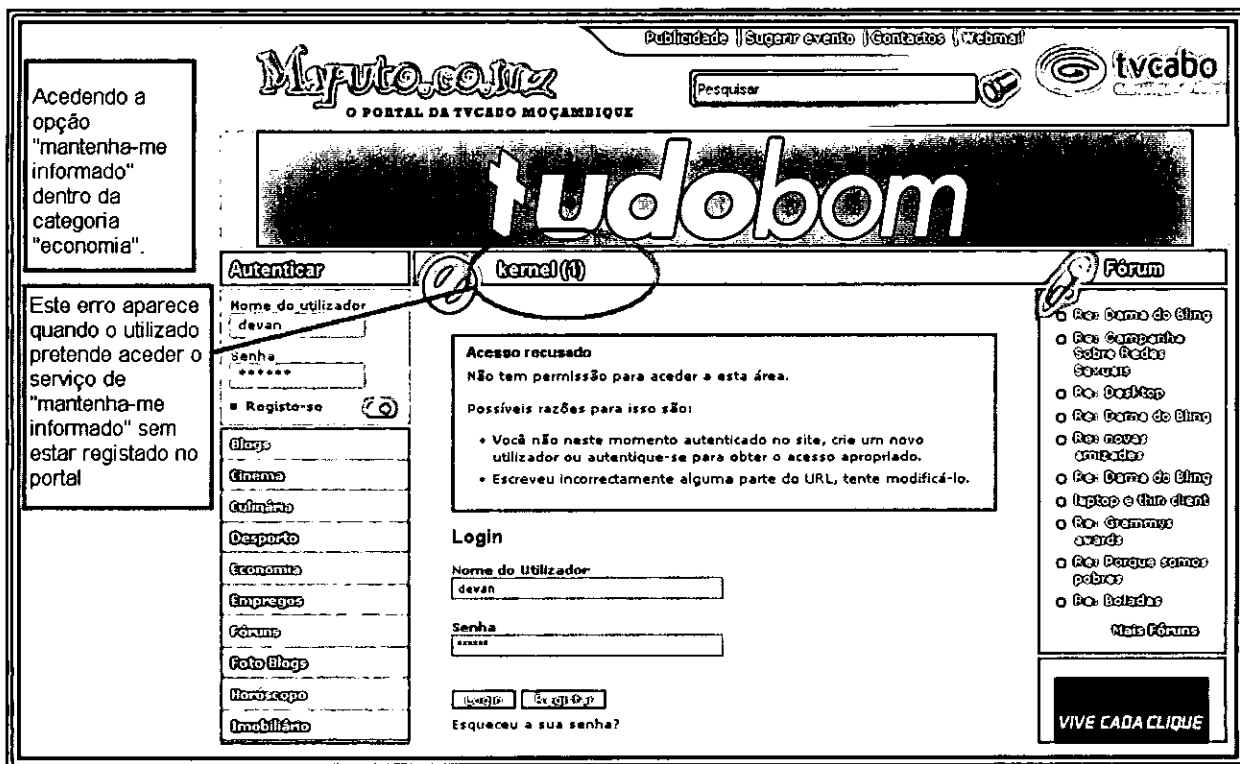 Publicidade | Sugerir evento | Contactos | Webmail
Maputo.co.mz
O PORTAL DA TVCABO MOÇAMBIQUE
Pesquisar
tvcabo
Acedendo a
opção
"mantenha-me
informado"
dentro da
categoria
"economia".
tudobom
Este erro aparece
quando o utilizado
pretende aceder o
serviço de
"mantenha-me
informado" sem
estar registado no
portal
Autenticar
Nome do utilizador
devan
Senha
******
Registe-se
Blogs
Cinema
Culinária
Desporto
Economia
Empregos
Fóruns
Foto Blogs
Horóscopo
Imobiliário
kernel (1)
Acesso recusado
Não tem permissão para aceder a esta área.
Possíveis razões para isso são:
• Você não neste momento autenticado no site, crie um novo
utilizador ou autentique-se para obter o acesso apropriado.
• Escreveu incorrectamente alguma parte do URL, tente modificá-lo.
Login
Nome do Utilizador
devan
Senha
******
Login
Esqueceu a sua senha?
Fórum
Re: Dama do Bling
Re: Campanha
Sobre Redes
Sexuais
Re: Desktop
Re: Dama do Bling
Re: novas
amizades
Re: Dama do Bling
laptop e thin client
Re: Grammys
awards
Re: Porque somos
pobres
Re: Boladas
Mais Fóruns
VIVE CADA CLIQUE